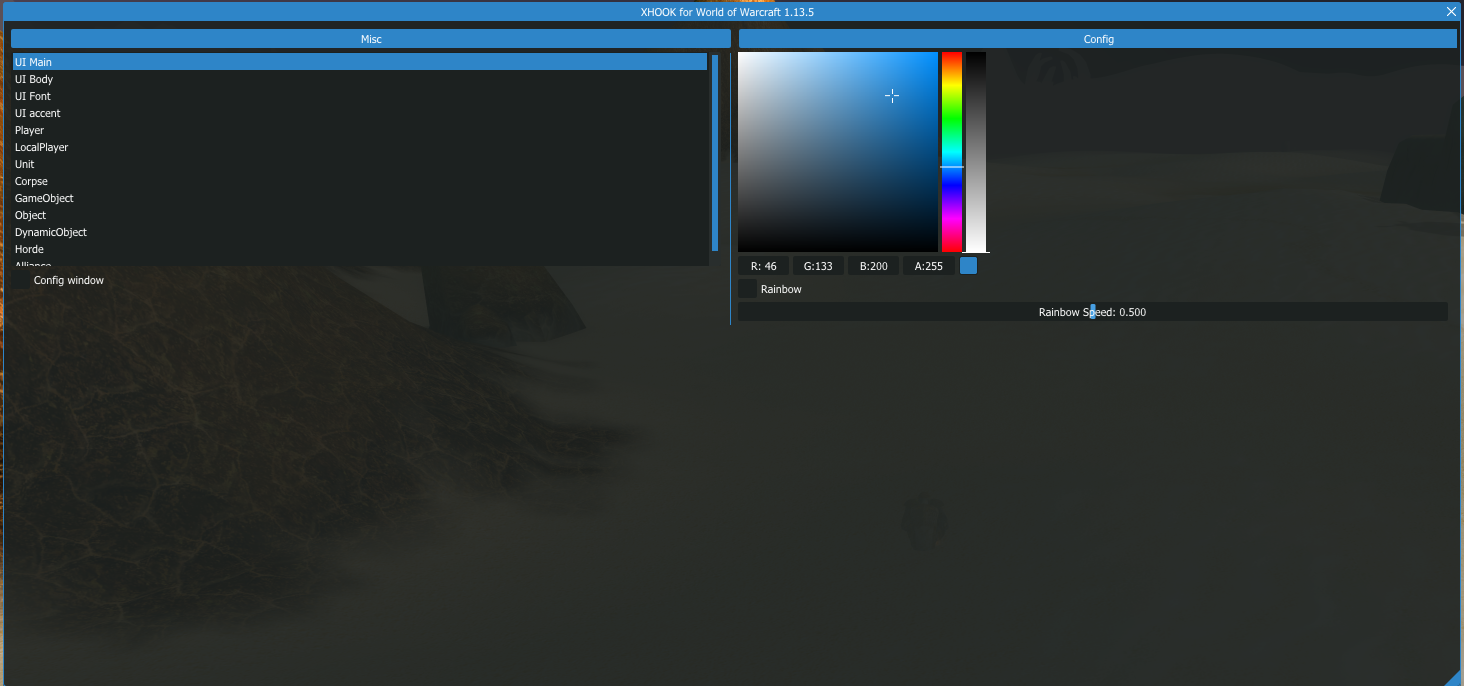 XHOOK for World of Warcraft 1.13.5
Misc
UI Main
UI Body
UI Font
UI accent
Player
LocalPlayer
Unit
Corpse
GameObject
Object
DynamicObject
Horde
Alliance
Config window
Config
R: 46 G:133 B:200 A:255
Rainbow
Rainbow Speed: 0.500